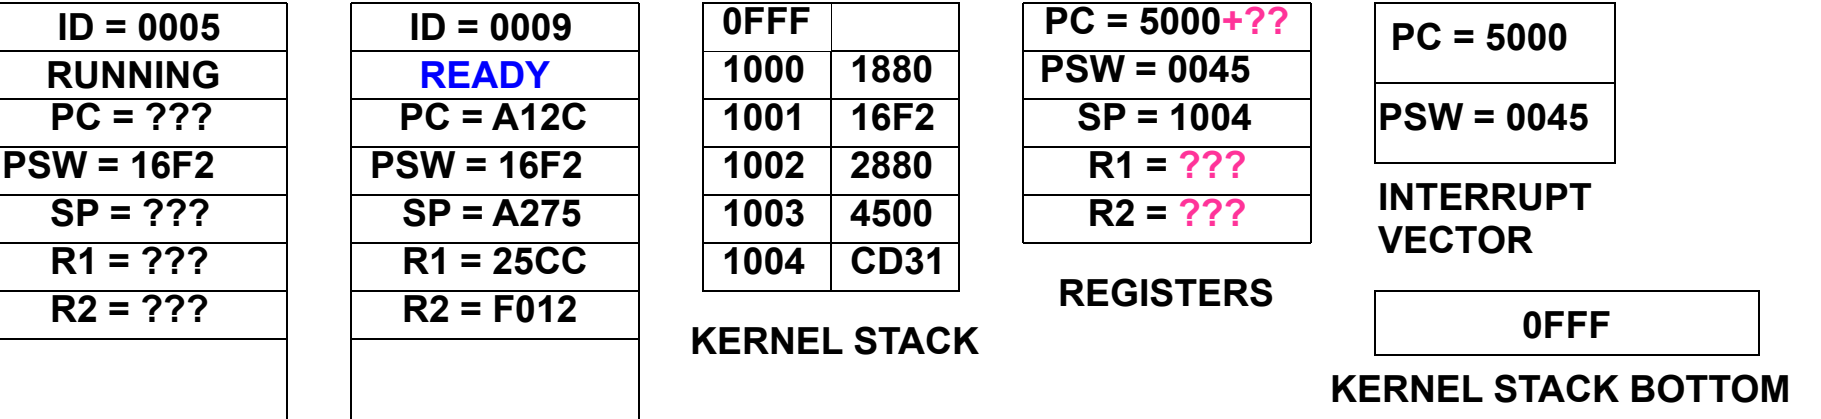 ID = 0005
RUNNING
PC = ???
PSW = 16F2
SP = ???
R1 = ???
R2 = ???
ID = 0009
READY
PC = A12C
PSW = 16F2
SP = A275
R1 = 25CC
R2 = F012
0FFF
1000 1880
1001 16F2
1002 2880
1003 4500
1004 CD31
KERNEL STACK
PC = 5000+??
PSW = 0045
SP = 1004
R1 = ???
R2 = ???
REGISTERS
PC = 5000
PSW = 0045
INTERRUPT
VECTOR
0FFF
KERNEL STACK BOTTOM